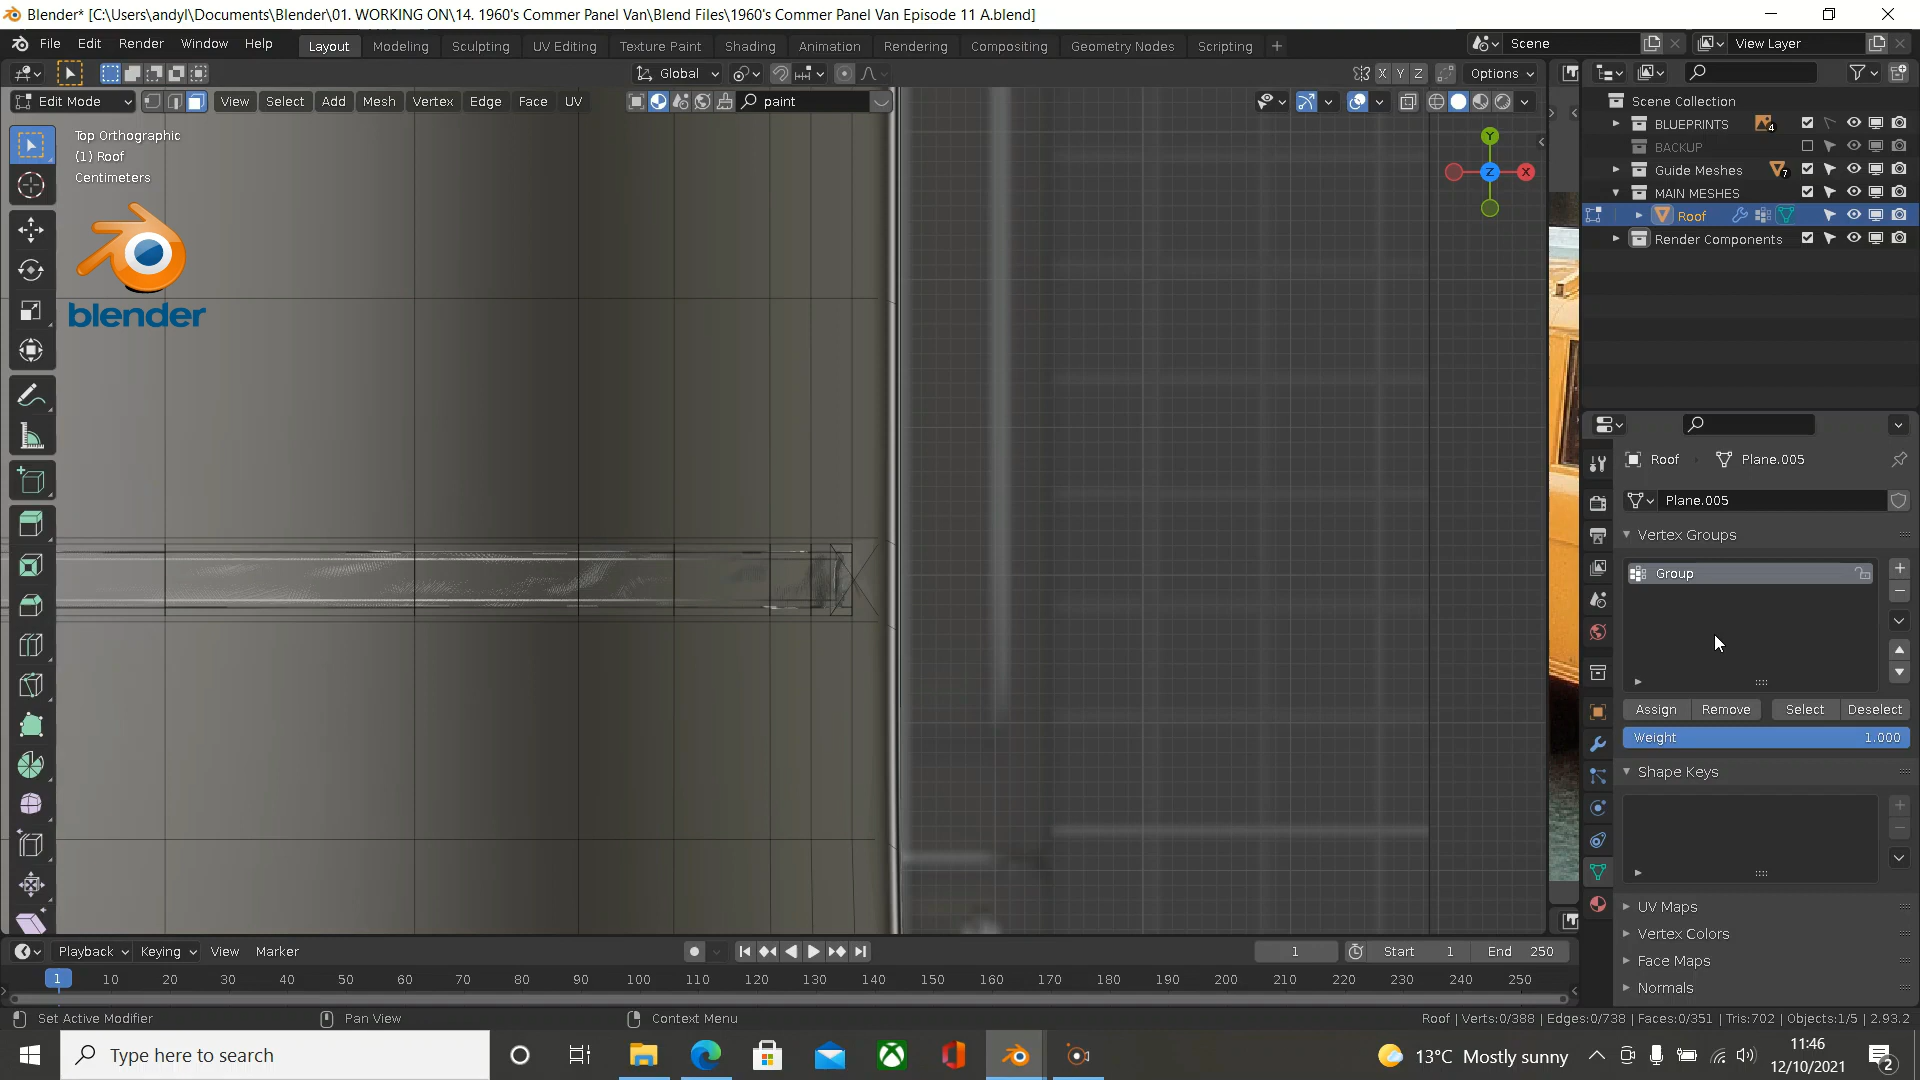 Blender* [C:\Users\andyl\Documents\Blender\01. WORKING ON\14. 1960's Commer Panel Van\Blend Files\1960's Commer Panel Van Episode 11 A.blend]
File Edit Render Window Help Layout Modeling Sculpting UV Editing Texture Paint Shading Animation Rendering Compositing Geometry Nodes Scripting + Scene View Layer
Global X Y Z Options
Edit Mode View Select Add Mesh Vertex Edge Face UV paint
Scene Collection
BLUEPRINTS 4
BACKUP
Guide Meshes 7
MAIN MESHES
Roof
Render Components
Top Orthographic
(1) Roof
Centimeters
blender
Y
Z X
Roof Plane.005
Plane.005
Vertex Groups
Group
Assign Remove Select Deselect
Weight 1.000
Shape Keys
UV Maps
Vertex Colors
Face Maps
Normals
Playback Keying View Marker 1 Start 1 End 250
1 10 20 30 40 50 60 70 80 90 100 110 120 130 140 150 160 170 180 190 200 210 220 230 240 250
Set Active Modifier Pan View Context Menu Roof | Verts:0/388 | Edges:0/738 | Faces:0/351 | Tris:702 | Objects:1/5 | 2.93.2
Type here to search 13°C Mostly sunny 11:46
12/10/2021 2